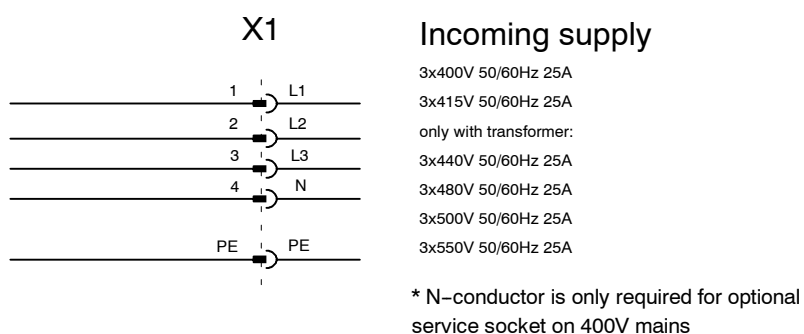 X1
Incoming supply
3x400V 50/60Hz 25A
3x415V 50/60Hz 25A
only with transformer:
3x440V 50/60Hz 25A
3x480V 50/60Hz 25A
3x500V 50/60Hz 25A
3x550V 50/60Hz 25A
1 L1
2 L2
3 L3
4 N
PE PE
* N-conductor is only required for optional
service socket on 400V mains